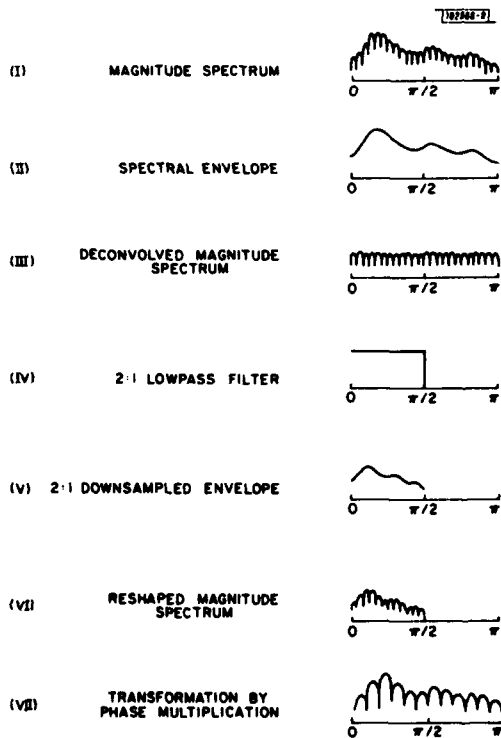 (I) MAGNITUDE SPECTRUM
0 π/2 π
(II) SPECTRAL ENVELOPE
0 π/2 π
(III) DECONVOLVED MAGNITUDE
SPECTRUM
0 π/2 π
(IV) 2:1 LOWPASS FILTER
0 π/2 π
(V) 2:1 DOWNSAMPLED ENVELOPE
0 π/2 π
(VI) RESHAPED MAGNITUDE
SPECTRUM
0 π/2 π
(VII) TRANSFORMATION BY
PHASE MULTIPLICATION
0 π/2 π